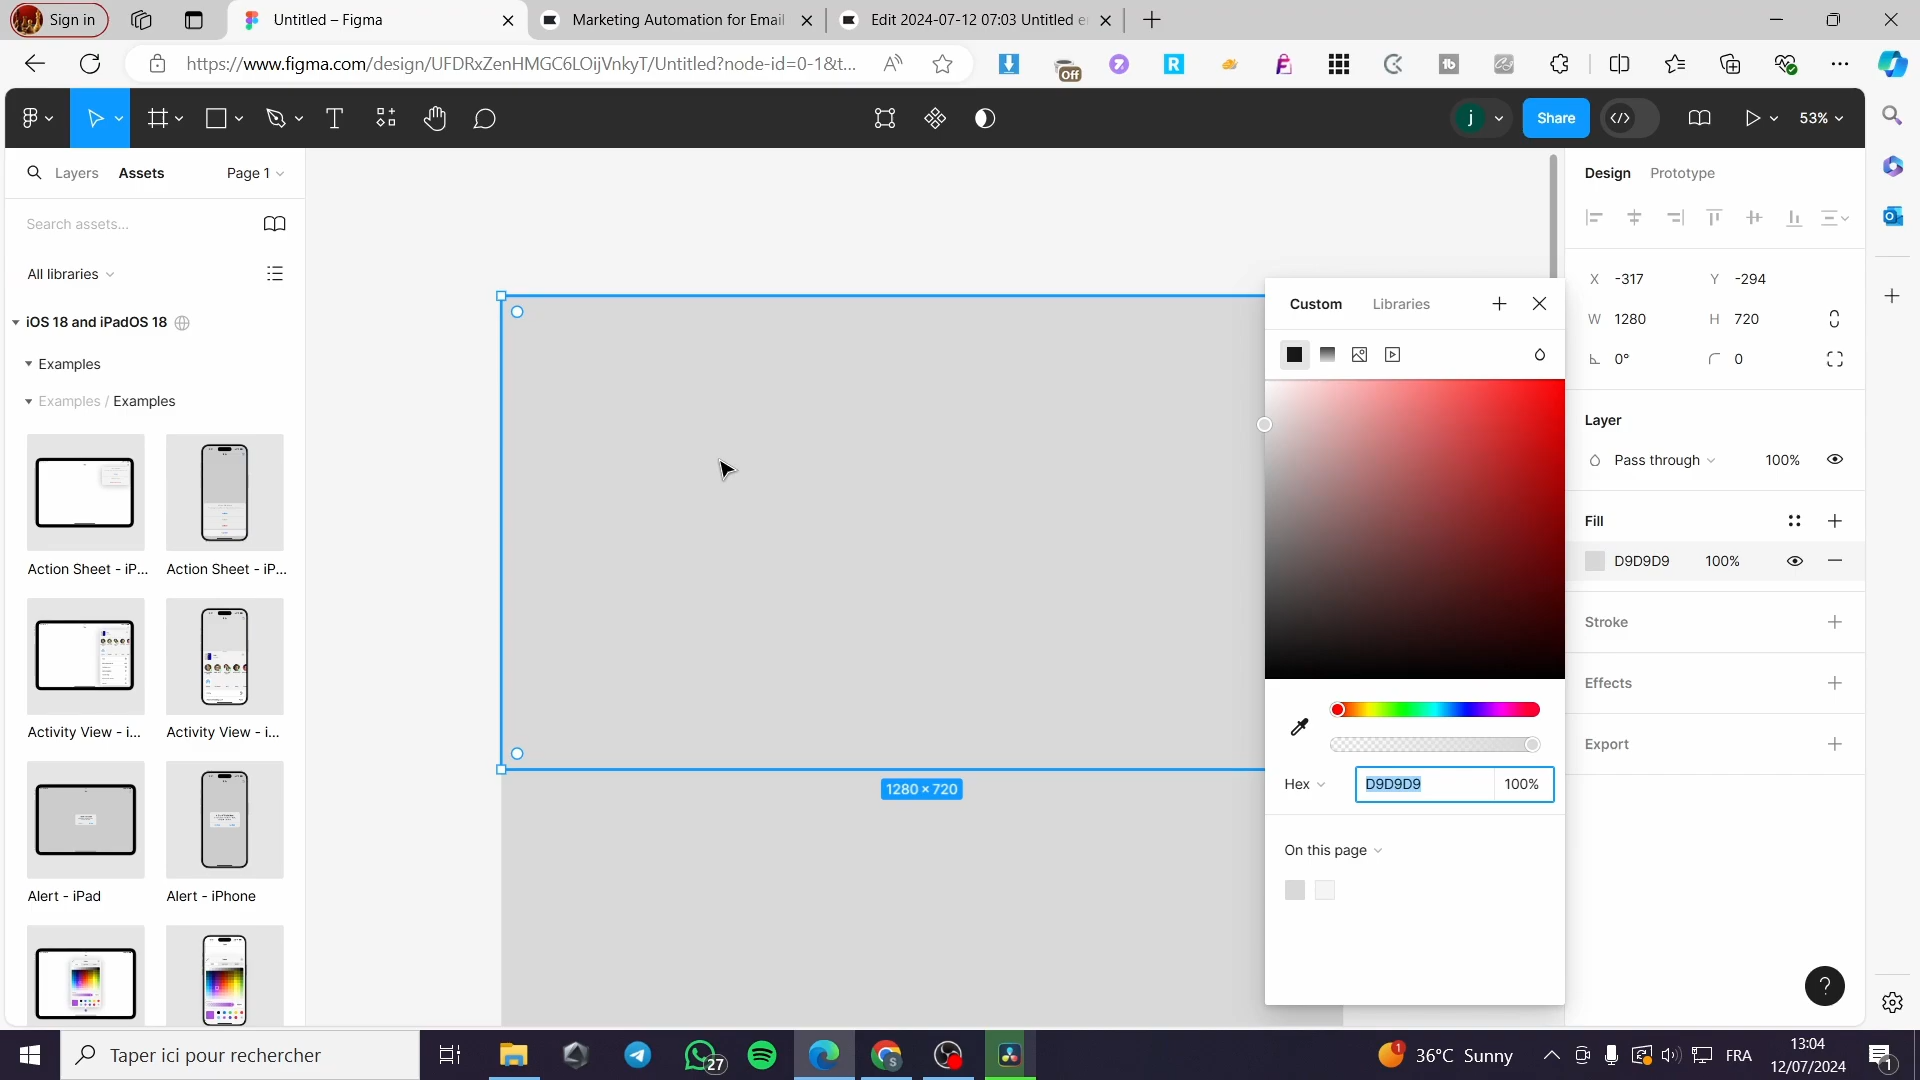 Sign in
Untitled – Figma
Marketing Automation for Email
Edit 2024-07-12 07:03 Untitled e
https://www.figma.com/design/UFDRxZenHMGC6LOijVnkyT/Untitled?node-id=0-1&t...
Off
j
Share
53%
Layers
Assets
Page 1
Design
Prototype
Search assets...
All libraries
X -317
Y -294
Custom
Libraries
iOS 18 and iPadOS 18
W 1280
H 720
Examples
0°
0
Examples / Examples
Layer
Pass through
100%
Fill
D9D9D9
100%
Action Sheet - iP...
Action Sheet - iP...
Stroke
Effects
Activity View - i...
Activity View - i...
Export
1280 × 720
Hex
D9D9D9
100%
On this page
Alert - iPad
Alert - iPhone
?
Taper ici pour rechercher
27
1
36°C Sunny
FRA
13:04
12/07/2024
1